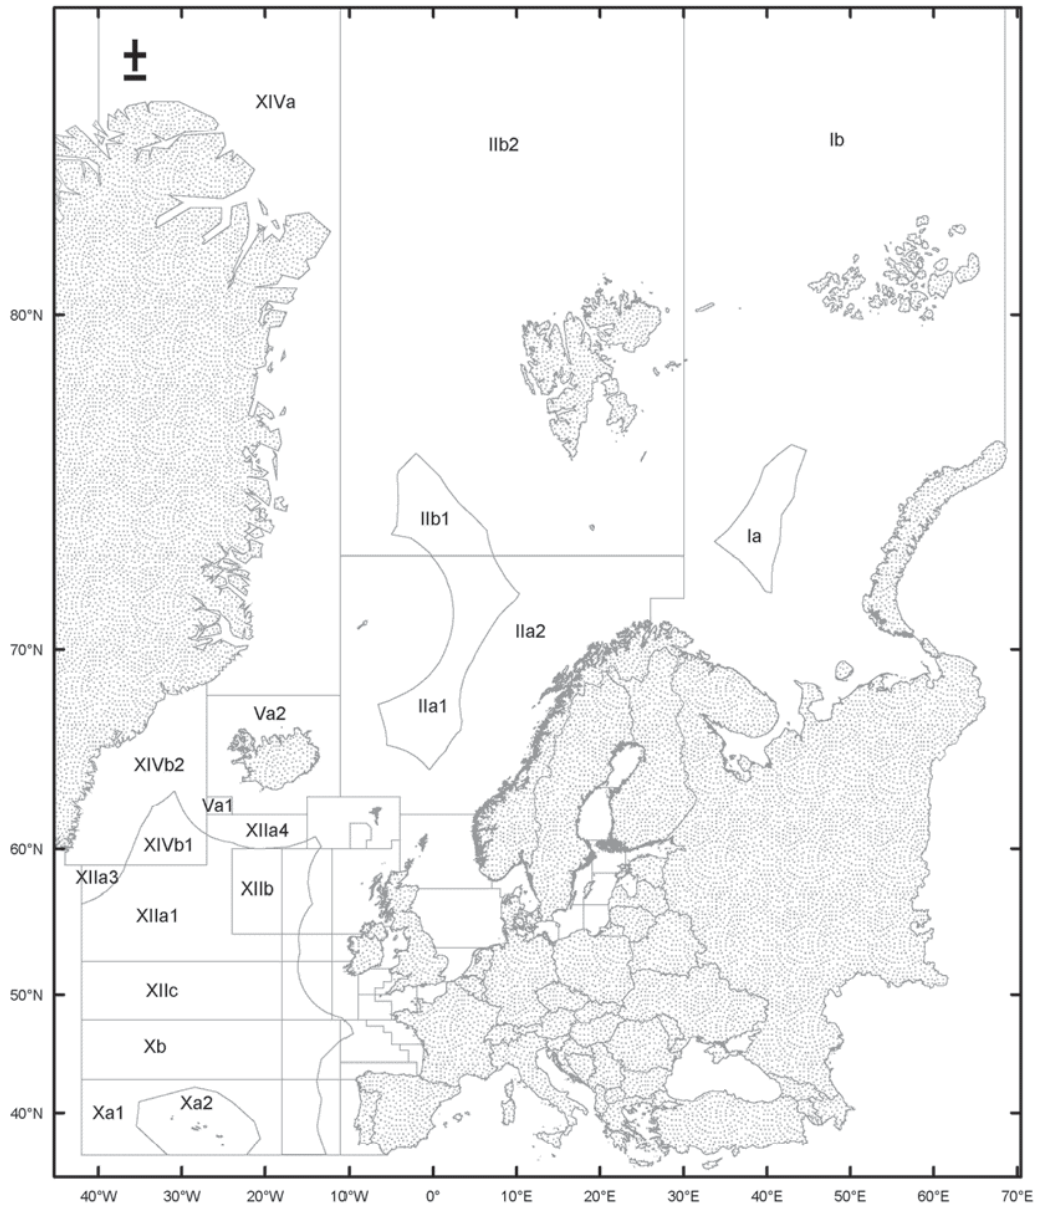 ±
XIVa
IIb2
Ib
80°N
IIb1
Ia
IIa2
70°N
IIa1
Va2
XIVb2
Va1
XIIa4
XIVb1
60°N
XIIa3
XIIb
XIIa1
XIIc
50°N
Xb
Xa2
Xa1
40°N
40°W 30°W 20°W 10°W 0° 10°E 20°E 30°E 40°E 50°E 60°E 70°E